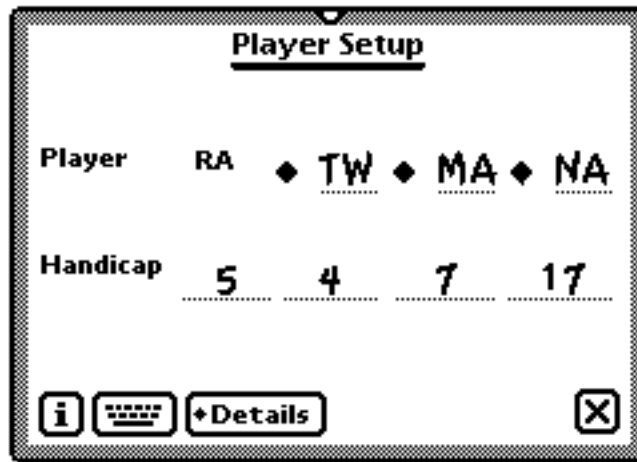 Player Setup
Player RA ◆ TW ◆ MA ◆ NA
Handicap 5 4 7 17
i ◆Details X